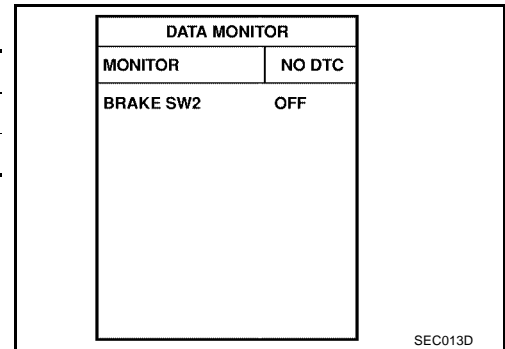 DATA MONITOR
MONITOR NO DTC
BRAKE SW2 OFF
SEC013D